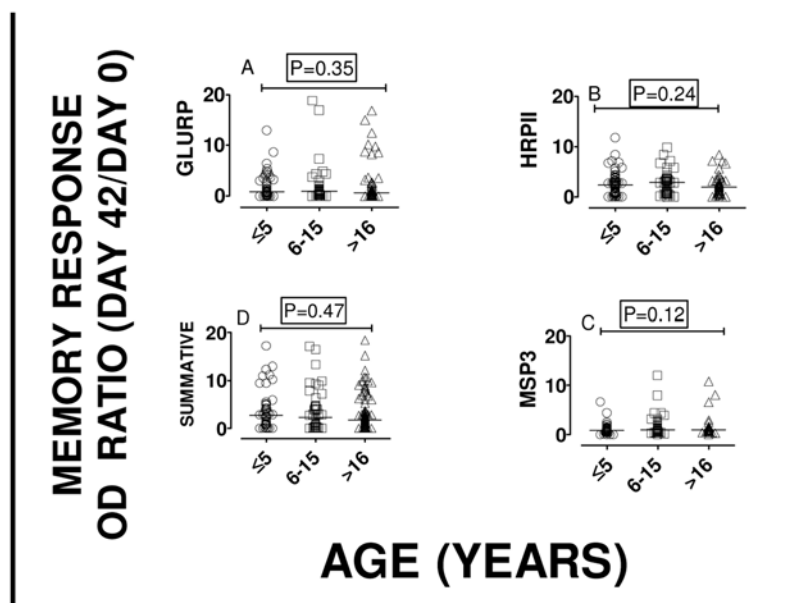 MEMORY RESPONSE
OD RATIO (DAY 42/DAY 0)
A
P=0.35
GLURP
20
10
0
≤5
6-15
>16
B
P=0.24
HRPII
20
10
0
≤5
6-15
>16
D
P=0.47
SUMMATIVE
20
10
0
≤5
6-15
>16
C
P=0.12
MSP3
20
10
0
≤5
6-15
>16
AGE (YEARS)